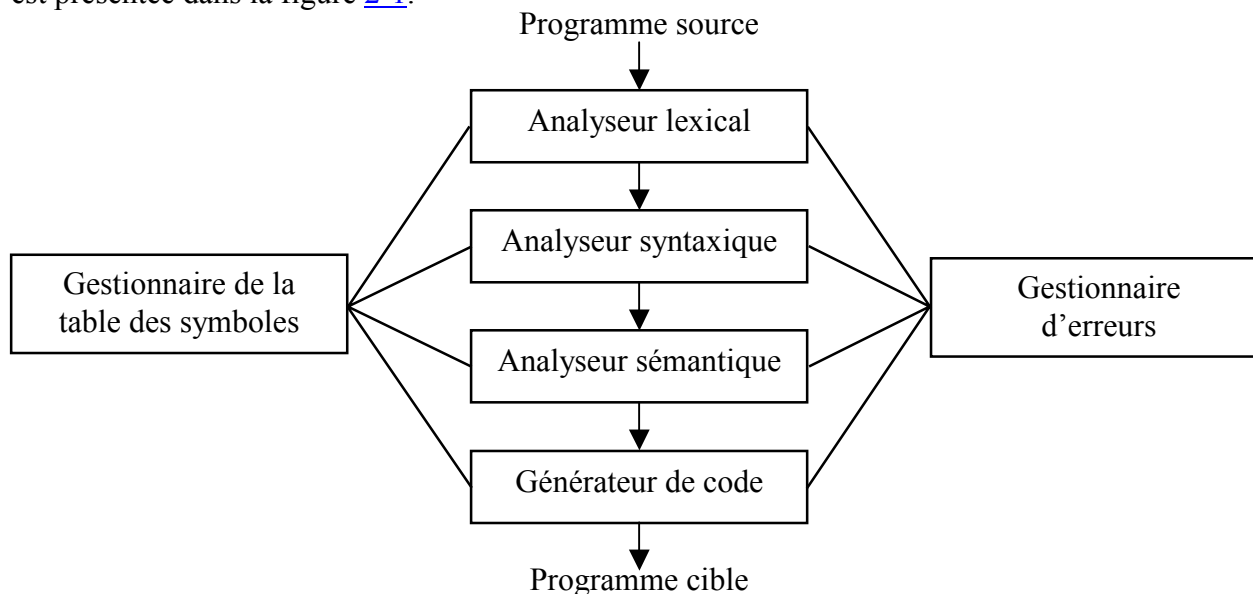 est présentée dans la figure 2-1.
Programme source
Analyseur lexical
Analyseur syntaxique
Gestionnaire de la
table des symboles
Gestionnaire
d'erreurs
Analyseur sémantique
Générateur de code
Programme cible